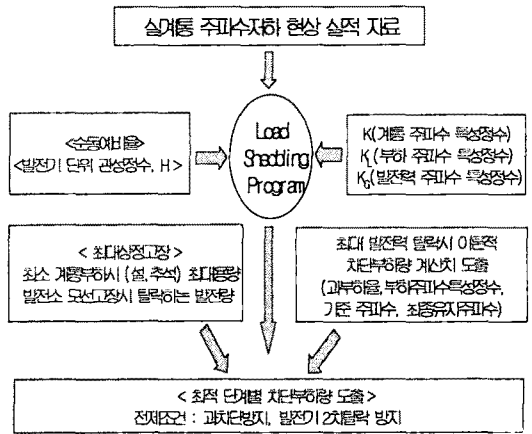 실계통 주파수저하 현상 실적 자료
<순동예비율>
<발전기 단위 관성정수, H >
Load
Shedding
Program
K(계통 주파수 특성정수)
K_L(부하 주파수 특성정수)
K_G(발전력 주파수 특성정수)
< 최대상정고장 >
최소 계통부하시 (설,추석) 최대용량
발전소 모선고장시 탈락하는 발전량
최대 발전력 탈락시 이론적
차단부하량 계산치 도출
(과부하율,부하주파수특성정수,
기준 주파수, 최종유지주파수)
< 최적 단계별 차단부하량 도출 >
전제조건 : 과차단방지, 발전기 2차탈락 방지